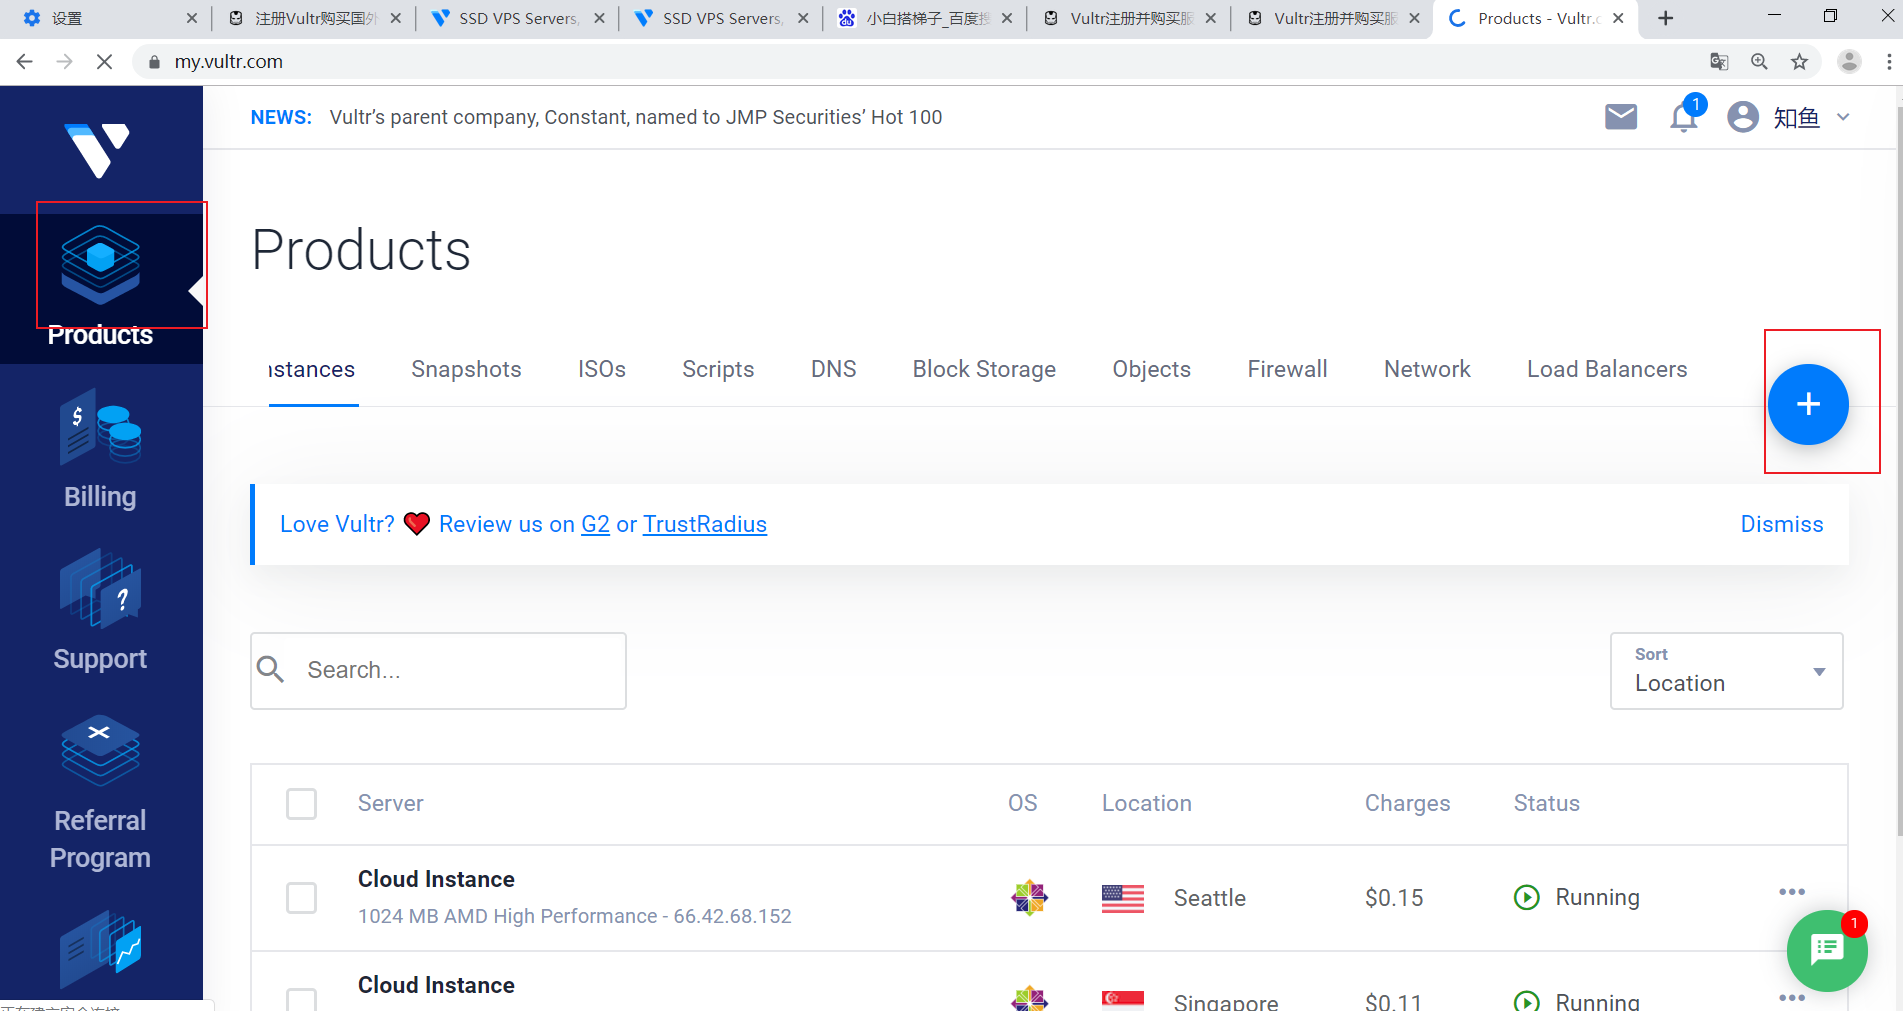 设置
注册Vultr购买国外
SSD VPS Servers,
SSD VPS Servers,
小白搭梯子_百度搜
Vultr注册并购买服
Vultr注册并购买服
Products - Vultr.c
my.vultr.com
NEWS: Vultr’s parent company, Constant, named to JMP Securities’ Hot 100
1
知鱼
Products
Billing
Support
Referral
Program
Products
nstances
Snapshots
ISOs
Scripts
DNS
Block Storage
Objects
Firewall
Network
Load Balancers
+
Love Vultr? Review us on G2 or TrustRadius
Dismiss
Search...
Sort
Location
Server OS Location Charges Status
Cloud Instance
1024 MB AMD High Performance - 66.42.68.152
Seattle $0.15 Running
1
Cloud Instance
Singapore $0.11 Running